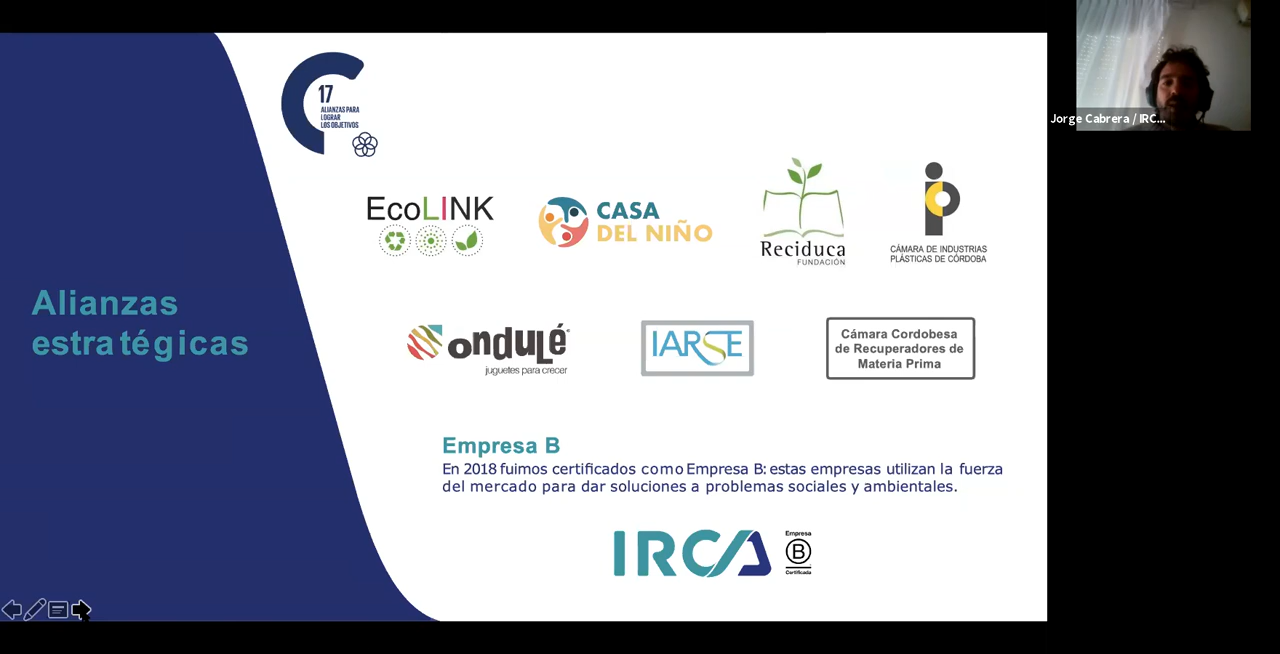 17
ALIANZAS PARA
LOGRAR
LOS OBJETIVOS
Jorge Cabrera / IRC...
EcoLINK
CASA
DEL NIÑO
Reciduca
FUNDACIÓN
CÁMARA DE INDUSTRIAS
PLÁSTICAS DE CÓRDOBA
Alianzas
estratégicas
ondulé
juguetes para crecer
IARSE
Cámara Cordobesa
de Recuperadores de
Materia Prima
Empresa B
En 2018 fuimos certificados como Empresa B: estas empresas utilizan la fuerza
del mercado para dar soluciones a problemas sociales y ambientales.
IRCA
Empresa
B
Certificada